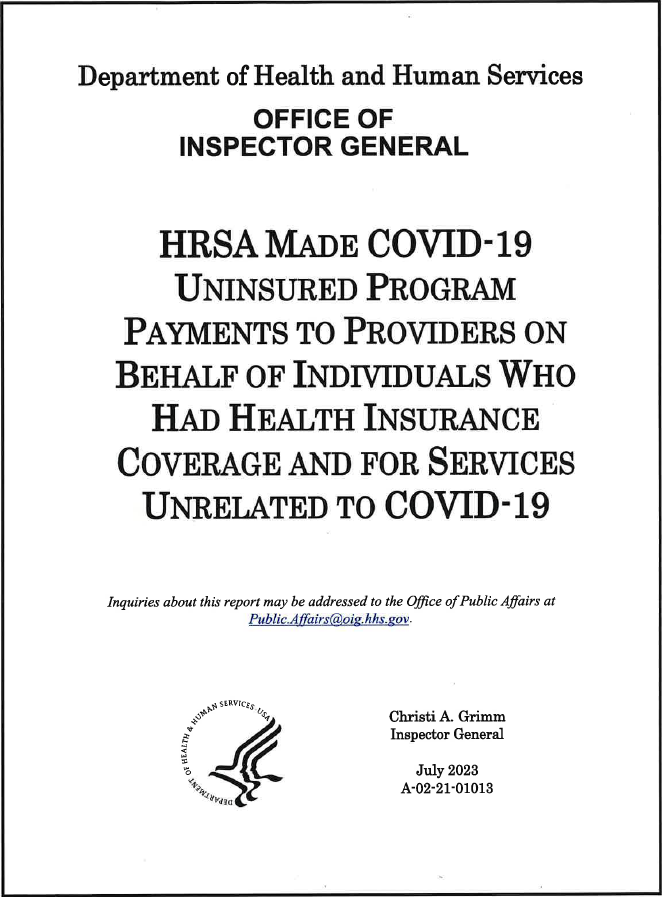 Department of Health and Human Services
OFFICE OF
INSPECTOR GENERAL
HRSA MADE COVID-19
UNINSURED PROGRAM
PAYMENTS TO PROVIDERS ON
BEHALF OF INDIVIDUALS WHO
HAD HEALTH INSURANCE
COVERAGE AND FOR SERVICES
UNRELATED TO COVID-19
Inquiries about this report may be addressed to the Office of Public Affairs at
Public.Affairs@oig.hhs.gov.
DEPARTMENT OF HEALTH & HUMAN SERVICES·USA
Christi A. Grimm
Inspector General
July 2023
A-02-21-01013